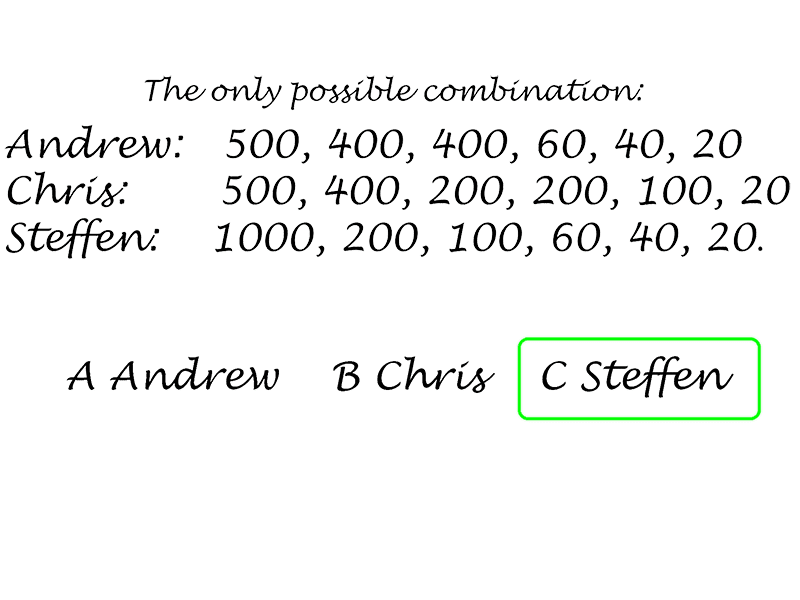 The only possible combination:
Andrew: 500, 400, 400, 60, 40, 20
Chris: 500, 400, 200, 200, 100, 20
Steffen: 1000, 200, 100, 60, 40, 20.
A Andrew B Chris C Steffen